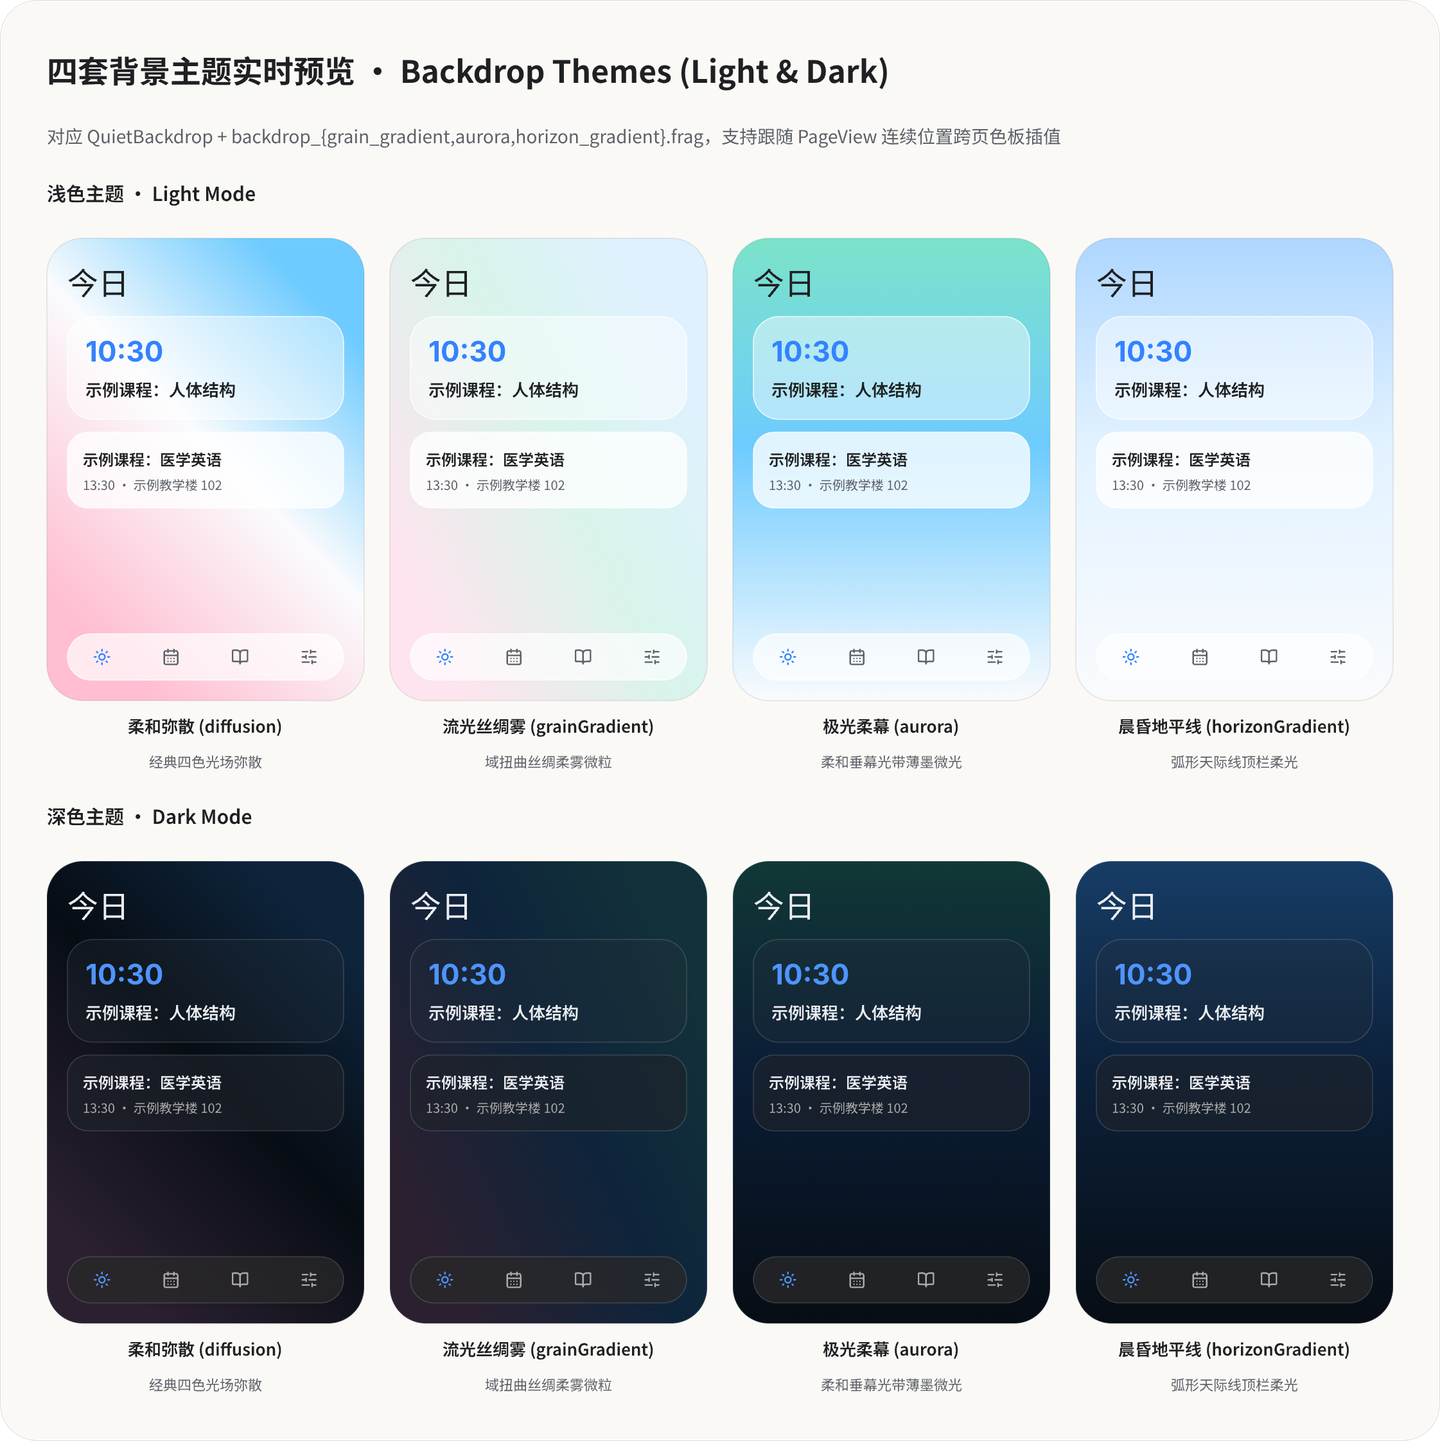 四套背景主题实时预览 · Backdrop Themes (Light & Dark)
对应 QuietBackdrop + backdrop_{grain_gradient,aurora,horizon_gradient}.frag，支持跟随 PageView 连续位置跨页色板插值
浅色主题 · Light Mode
今日
10:30
示例课程：人体结构
示例课程：医学英语
13:30 · 示例教学楼 102
柔和弥散 (diffusion)
经典四色光场弥散
今日
10:30
示例课程：人体结构
示例课程：医学英语
13:30 · 示例教学楼 102
流光丝绸雾 (grainGradient)
域扭曲丝绸柔雾微粒
今日
10:30
示例课程：人体结构
示例课程：医学英语
13:30 · 示例教学楼 102
极光柔幕 (aurora)
柔和垂幕光带薄墨微光
今日
10:30
示例课程：人体结构
示例课程：医学英语
13:30 · 示例教学楼 102
晨昏地平线 (horizonGradient)
弧形天际线顶栏柔光
深色主题 · Dark Mode
今日
10:30
示例课程：人体结构
示例课程：医学英语
13:30 · 示例教学楼 102
柔和弥散 (diffusion)
经典四色光场弥散
今日
10:30
示例课程：人体结构
示例课程：医学英语
13:30 · 示例教学楼 102
流光丝绸雾 (grainGradient)
域扭曲丝绸柔雾微粒
今日
10:30
示例课程：人体结构
示例课程：医学英语
13:30 · 示例教学楼 102
极光柔幕 (aurora)
柔和垂幕光带薄墨微光
今日
10:30
示例课程：人体结构
示例课程：医学英语
13:30 · 示例教学楼 102
晨昏地平线 (horizonGradient)
弧形天际线顶栏柔光